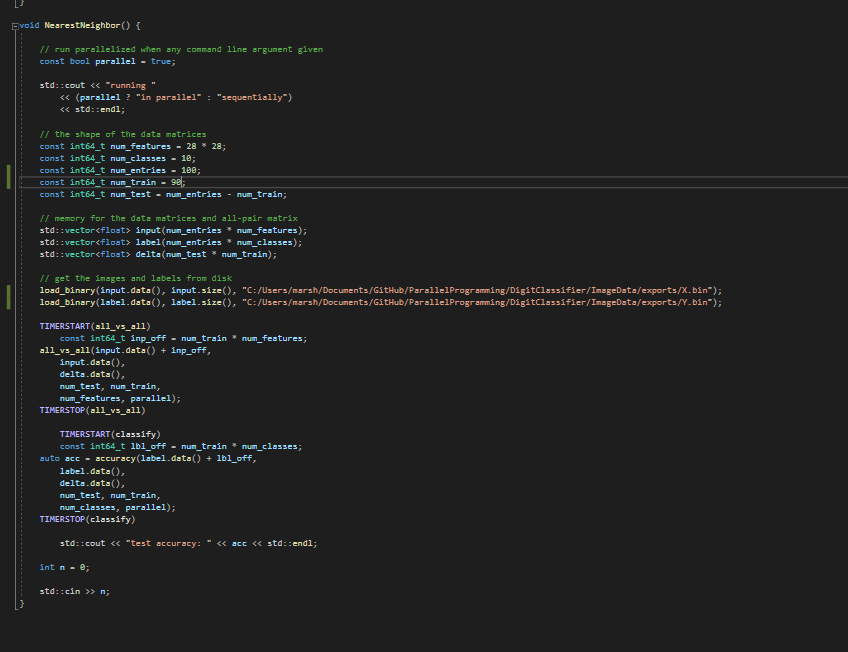 }
void NearestNeighbor() {
// run parallelized when any command line argument given
const bool parallel = true;
std::cout << "running "
<< (parallel ? "in parallel" : "sequentially")
<< std::endl;
// the shape of the data matrices
const int64_t num_features = 28 * 28;
const int64_t num_classes = 10;
const int64_t num_entries = 100;
const int64_t num_train = 90;
const int64_t num_test = num_entries - num_train;
// memory for the data matrices and all-pair matrix
std::vector<float> input(num_entries * num_features);
std::vector<float> label(num_entries * num_classes);
std::vector<float> delta(num_test * num_train);
// get the images and labels from disk
load_binary(input.data(), input.size(), "C:/Users/marsh/Documents/GitHub/ParallelProgramming/DigitClassifier/ImageData/exports/X.bin");
load_binary(label.data(), label.size(), "C:/Users/marsh/Documents/GitHub/ParallelProgramming/DigitClassifier/ImageData/exports/Y.bin");
TIMERSTART(all_vs_all)
const int64_t inp_off = num_train * num_features;
all_vs_all(input.data() + inp_off,
input.data(),
delta.data(),
num_test, num_train,
num_features, parallel);
TIMERSTOP(all_vs_all)
TIMERSTART(classify)
const int64_t lbl_off = num_train * num_classes;
auto acc = accuracy(label.data() + lbl_off,
label.data(),
delta.data(),
num_test, num_train,
num_classes, parallel);
TIMERSTOP(classify)
std::cout << "test accuracy: " << acc << std::endl;
int n = 0;
std::cin >> n;
}